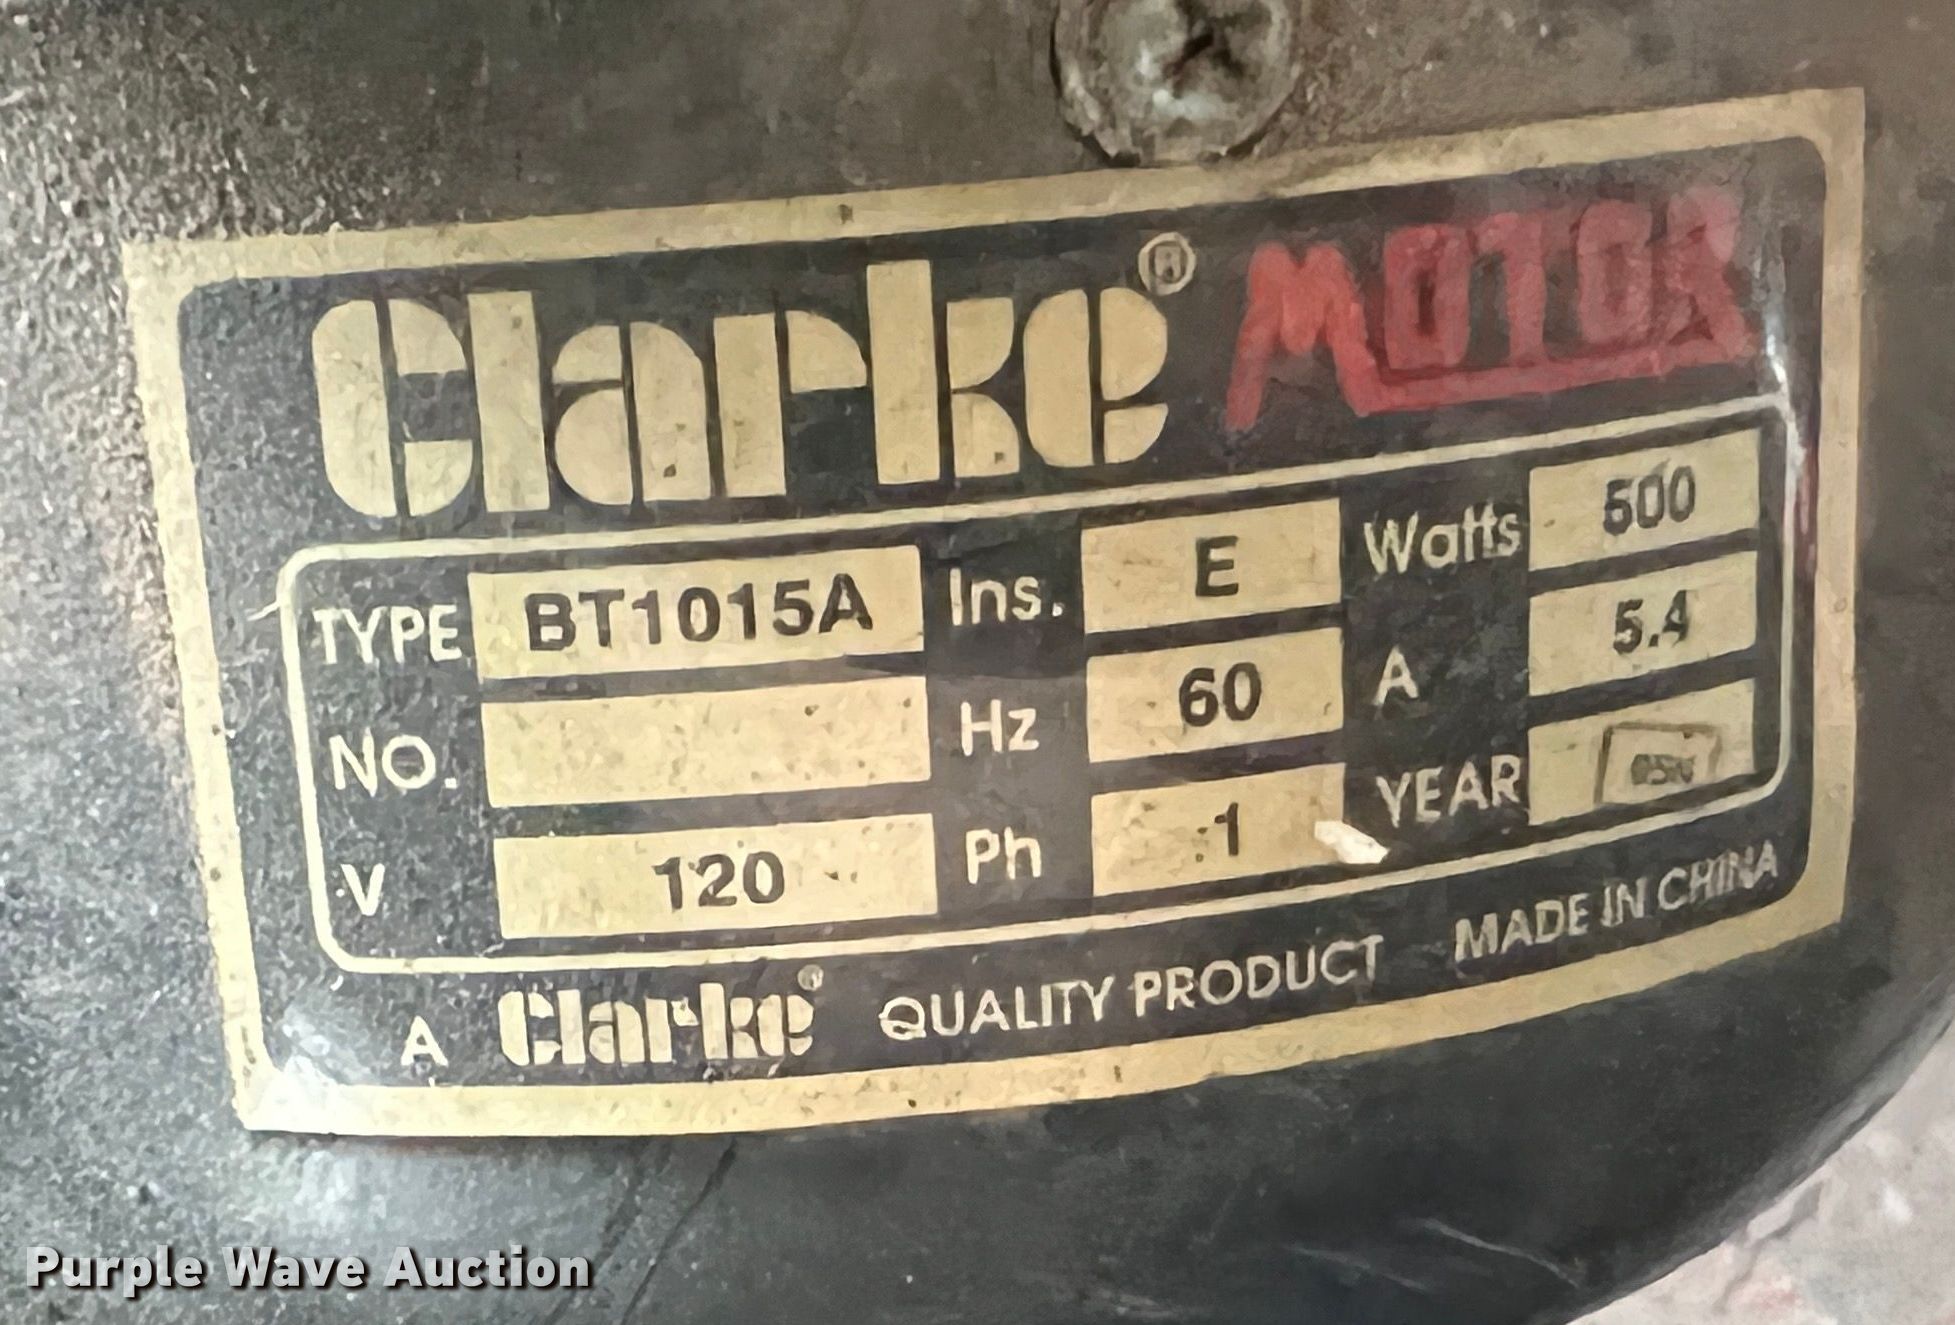 Clarke® MOTOR
TYPE BT1015A Ins. E Watts 500
NO. Hz 60 A 5.4
V 120 Ph 1 YEAR
A Clarke® QUALITY PRODUCT MADE IN CHINA
Purple Wave Auction